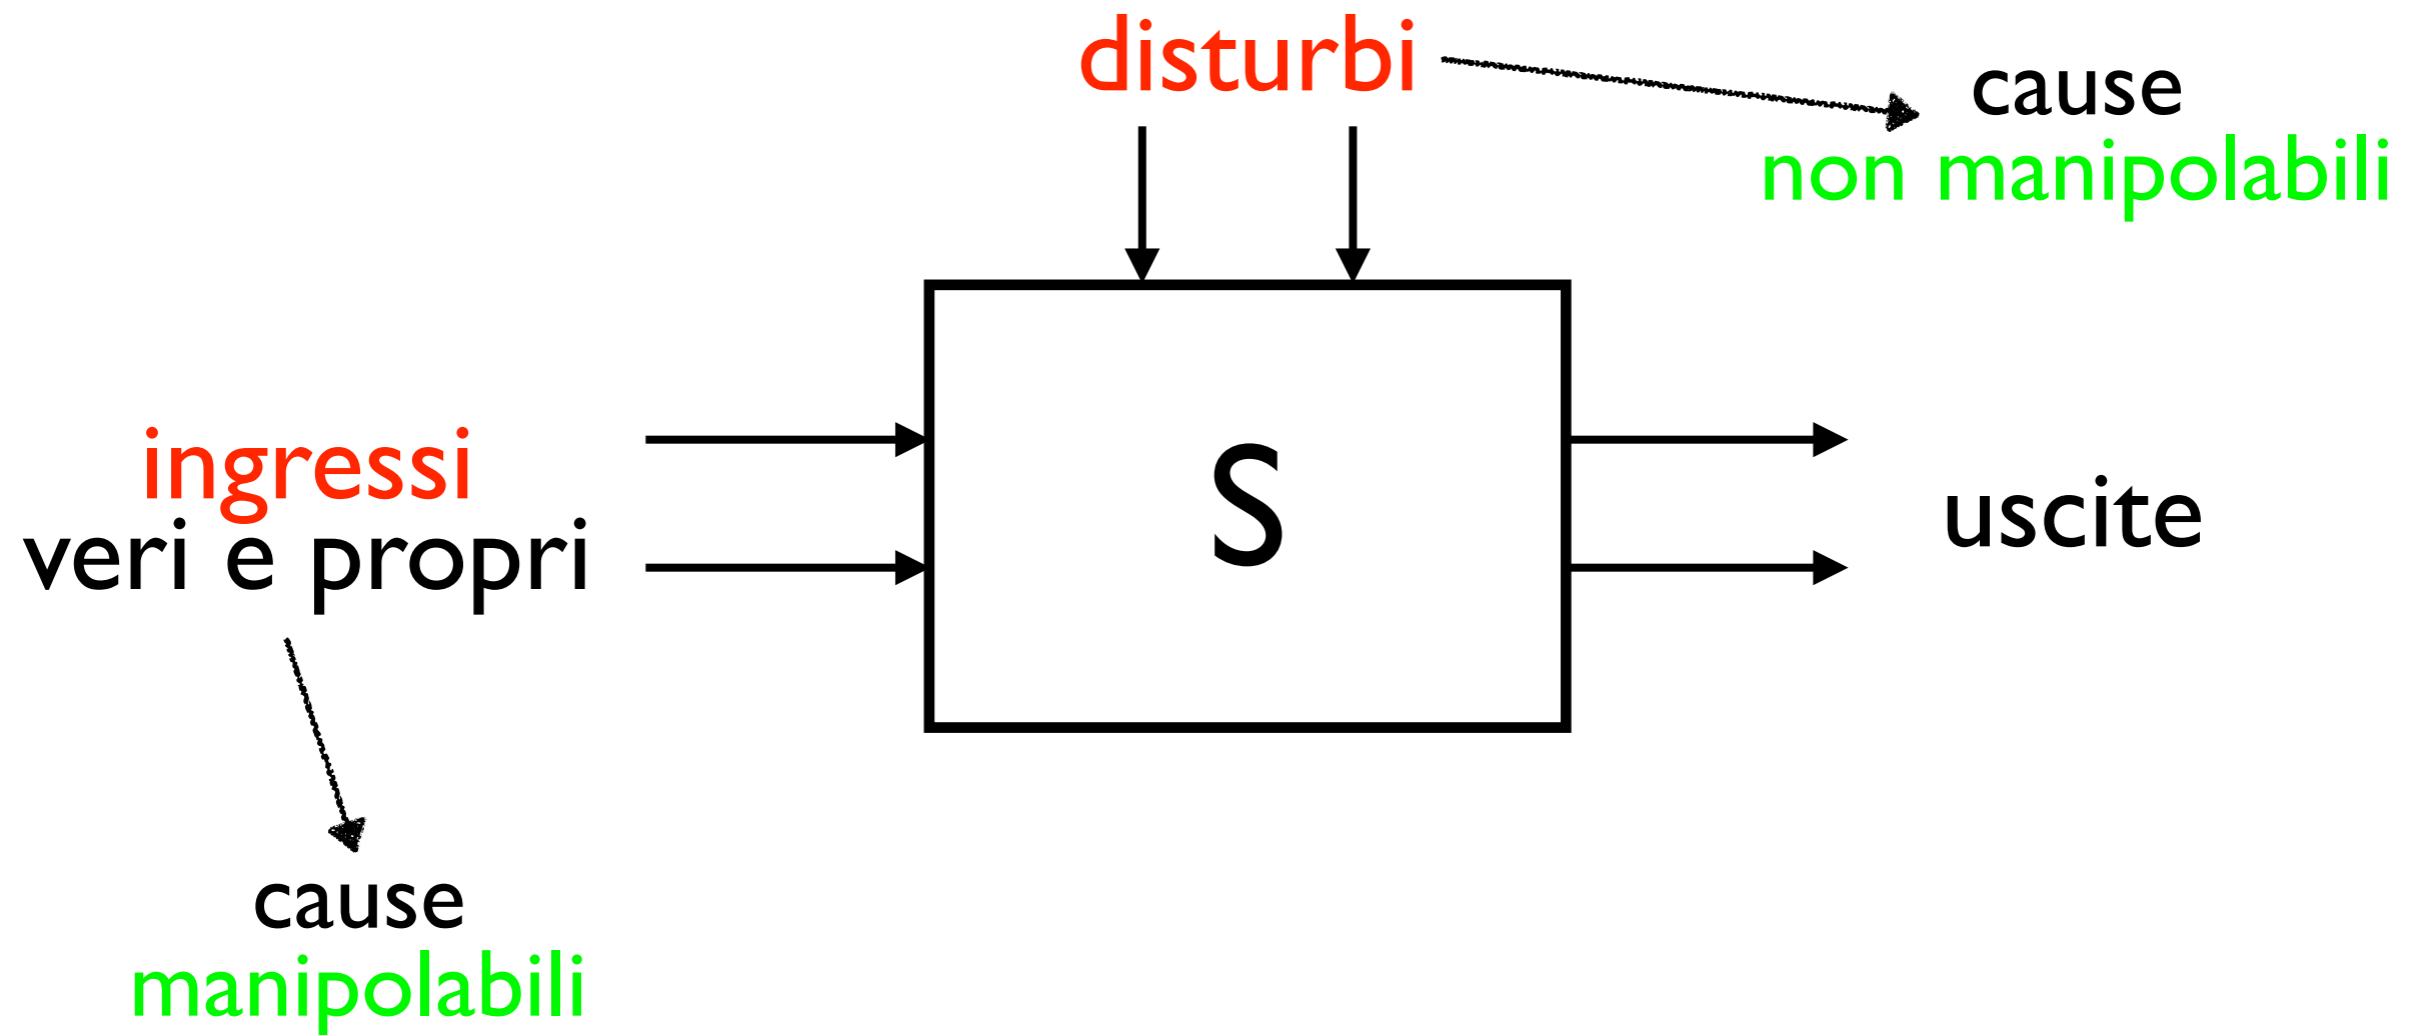 disturbi
cause
non manipolabili
ingressi
veri e propri
S
uscite
cause
manipolabili